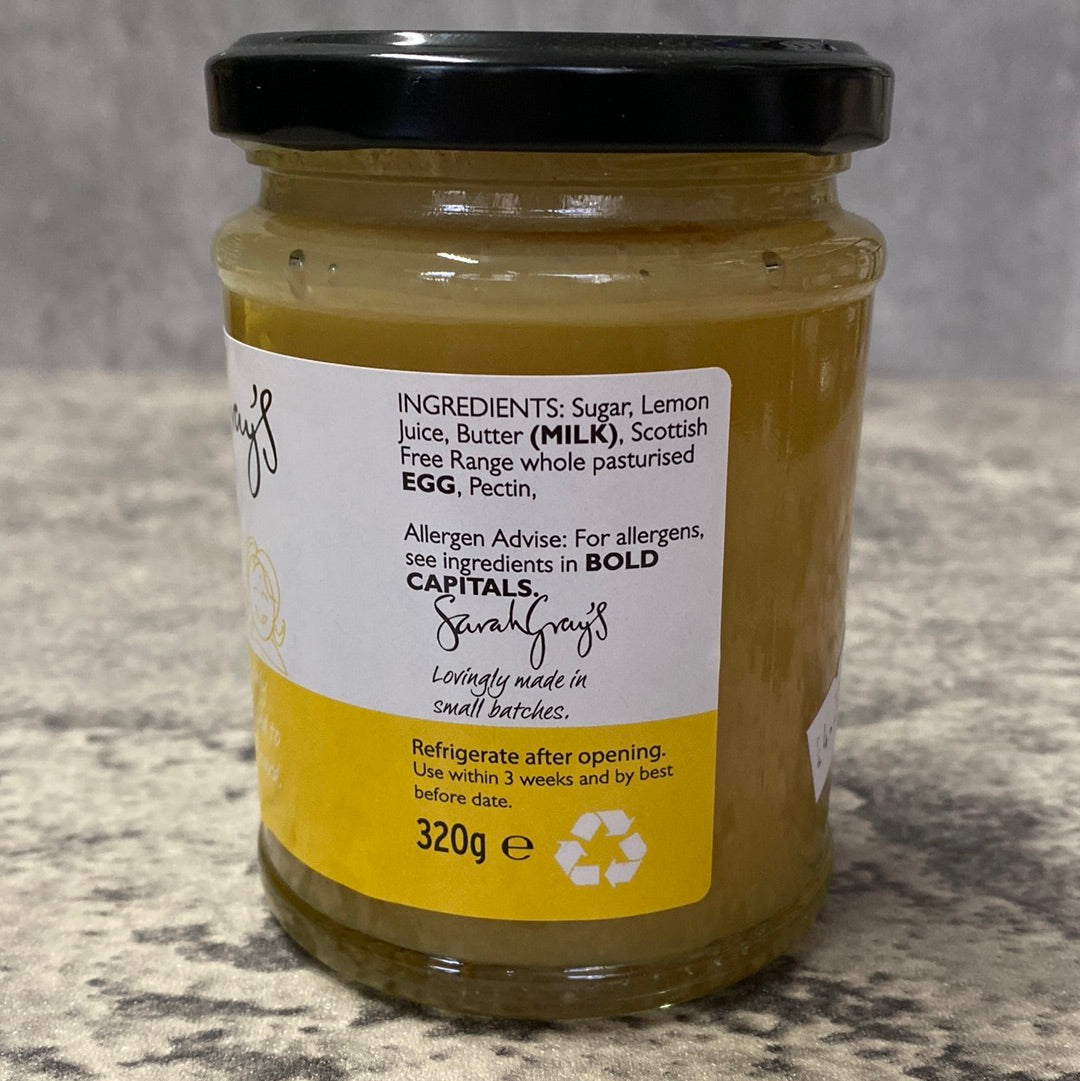 ay's
INGREDIENTS: Sugar, Lemon
Juice, Butter (MILK), Scottish
Free Range whole pasturised
EGG, Pectin,
Allergen Advise: For allergens,
see ingredients in BOLD
CAPITALS.
SarahGray's
Lovingly made in
small batches.
Refrigerate after opening.
Use within 3 weeks and by best
before date.
320g ℮